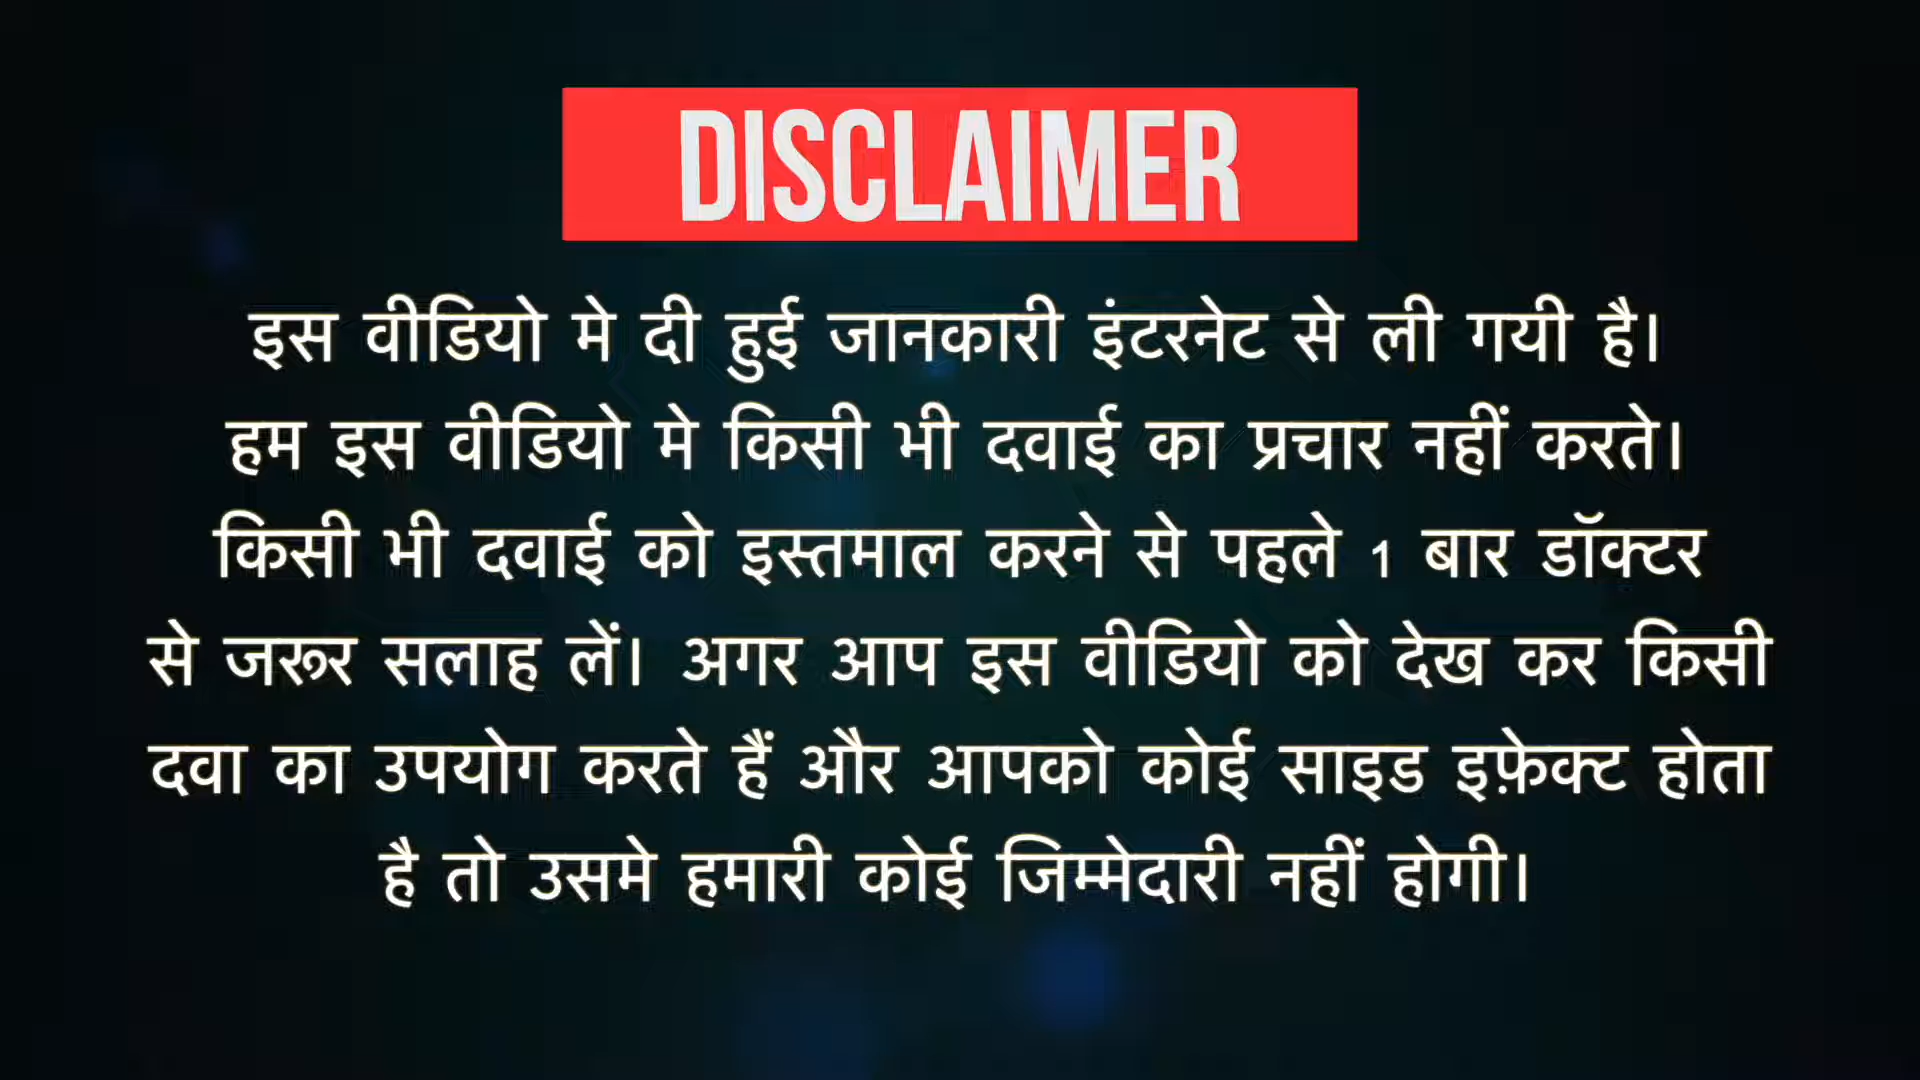 DISCLAIMER
इस वीडियो मे दी हुई जानकारी इंटरनेट से ली गयी है।
हम इस वीडियो मे किसी भी दवाई का प्रचार नहीं करते।
किसी भी दवाई को इस्तमाल करने से पहले 1 बार डॉक्टर
से जरूर सलाह लें। अगर आप इस वीडियो को देख कर किसी
दवा का उपयोग करते हैं और आपको कोई साइड इफ़ेक्ट होता
है तो उसमे हमारी कोई जिम्मेदारी नहीं होगी।